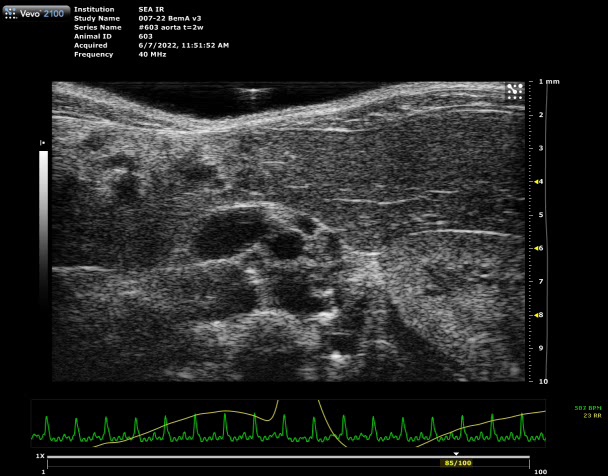 Vevo 2100
Institution SEA IR
Study Name 007-22 BemA v3
Series Name #603 aorta t=2w
Animal ID 603
Acquired 6/7/2022, 11:51:52 AM
Frequency 40 MHz
1 mm
2
3
4
5
6
7
8
9
10
502 BPM
23 RR
1X
85/100
1
100